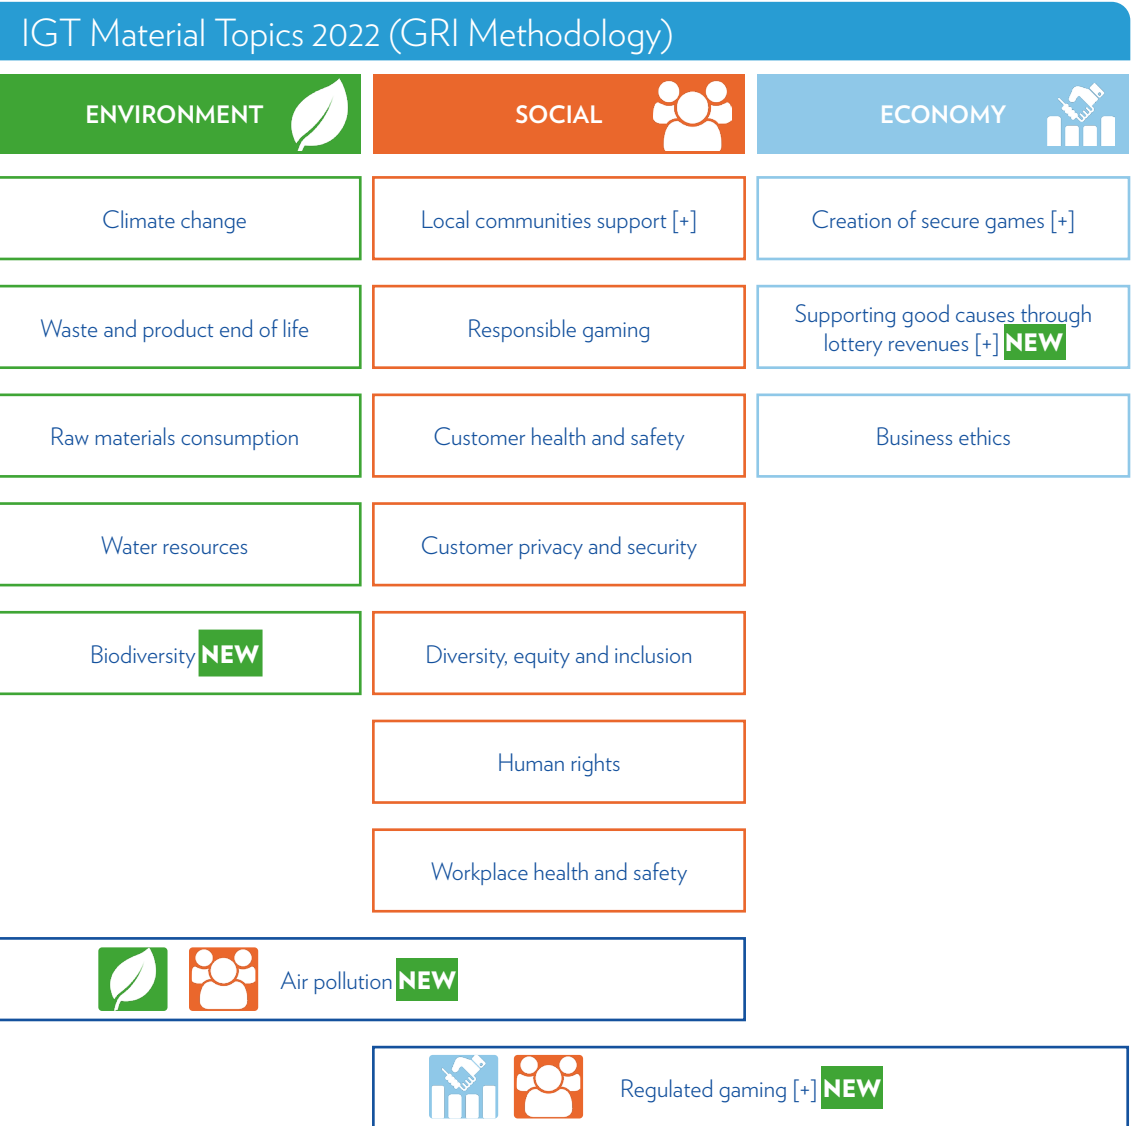 IGT Material Topics 2022 (GRI Methodology)
ENVIRONMENT
SOCIAL
ECONOMY
Climate change
Local communities support [+]
Creation of secure games [+]
Waste and product end of life
Responsible gaming
Supporting good causes through
lottery revenues [+] NEW
Raw materials consumption
Customer health and safety
Business ethics
Water resources
Customer privacy and security
Biodiversity NEW
Diversity, equity and inclusion
Human rights
Workplace health and safety
Air pollution NEW
Regulated gaming [+] NEW